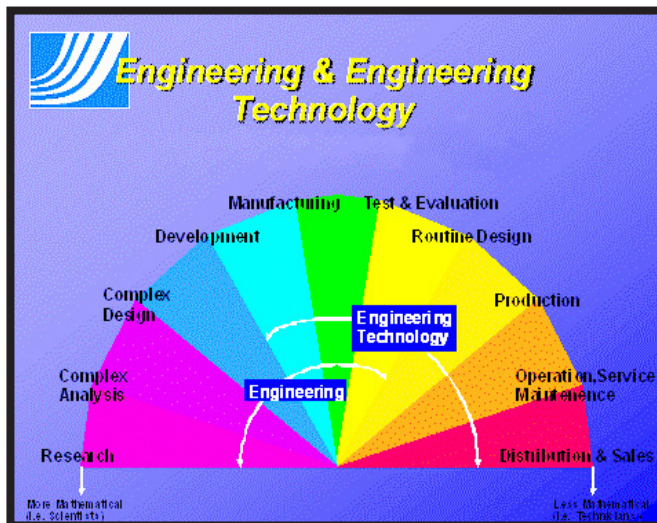 Engineering & Engineering
Technology
Manufacturing
Test & Evaluation
Development
Routine Design
Complex
Design
Production
Engineering
Technology
Complex
Analysis
Engineering
Operation,Service
Maintenence
Research
Distribution & Sales
More Mathematical
(i.e. Scientists)
Less Mathematical
(i.e.